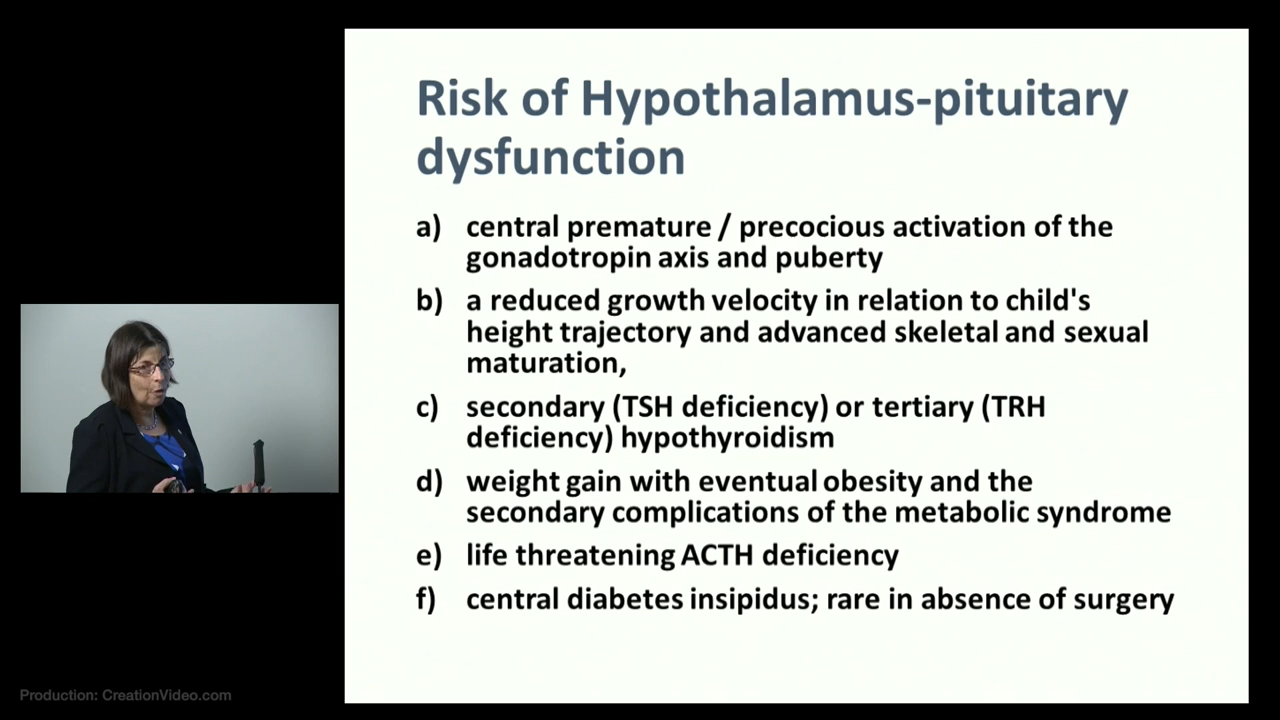 Risk of Hypothalamus-pituitary
dysfunction
a) central premature / precocious activation of the
gonadotropin axis and puberty
b) a reduced growth velocity in relation to child's
height trajectory and advanced skeletal and sexual
maturation,
c) secondary (TSH deficiency) or tertiary (TRH
deficiency) hypothyroidism
d) weight gain with eventual obesity and the
secondary complications of the metabolic syndrome
e) life threatening ACTH deficiency
f) central diabetes insipidus; rare in absence of surgery
Production: CreationVideo.com